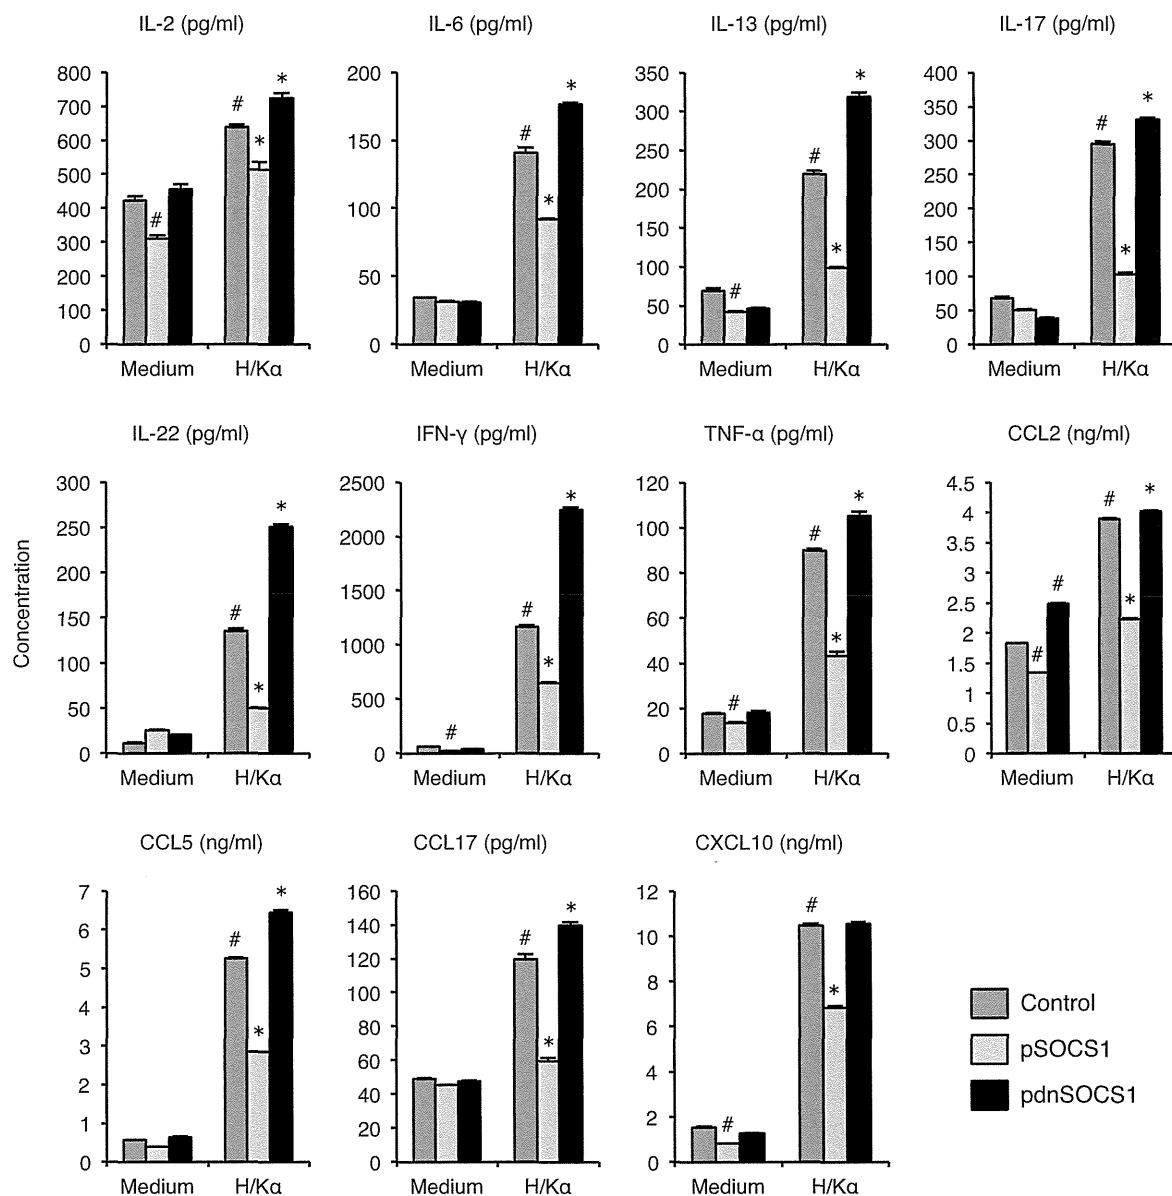 IL-2 (pg/ml) IL-6 (pg/ml) IL-13 (pg/ml) IL-17 (pg/ml)
800 700 600 500 400 300 200 100 0
# # * *
Medium H/Kα
200 150 100 50 0
# * *
Medium H/Kα
350 300 250 200 150 100 50 0
# # * *
Medium H/Kα
400 350 300 250 200 150 100 50 0
# * *
Medium H/Kα
Concentration
IL-22 (pg/ml) IFN-γ (pg/ml) TNF-α (pg/ml) CCL2 (ng/ml)
300 250 200 150 100 50 0
# * *
Medium H/Kα
2500 2200 1500 1000 500 0
# # * *
Medium H/Kα
120 100 80 60 40 20 0
# # * *
Medium H/Kα
4.5 4 3.5 3 2.5 2 1.5 1 0.5 0
# # # * *
Medium H/Kα
CCL5 (ng/ml) CCL17 (pg/ml) CXCL10 (ng/ml)
7 6 5 4 3 2 1 0
# * *
Medium H/Kα
160 140 120 100 80 60 40 20 0
# * *
Medium H/Kα
12 10 8 6 4 2 0
# # *
Medium H/Kα
Control
pSOCS1
pdnSOCS1